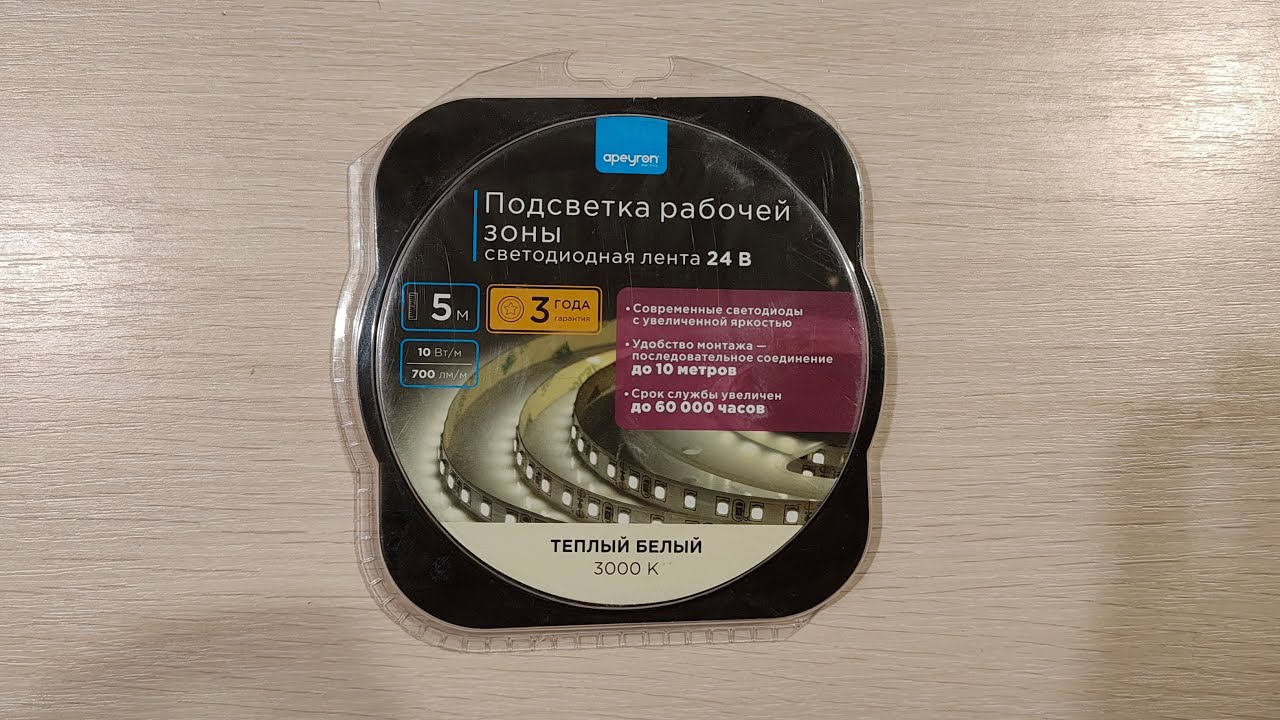 apeyron
Подсветка рабочей
зоны
светодиодная лента 24 В
5 м
3 ГОДА
гарантия
10 Вт/м
700 лм/м
• Современные светодиоды
с увеличенной яркостью
• Удобство монтажа —
последовательное соединение
до 10 метров
• Срок службы увеличен
до 60 000 часов
ТЕПЛЫЙ БЕЛЫЙ
3000 К